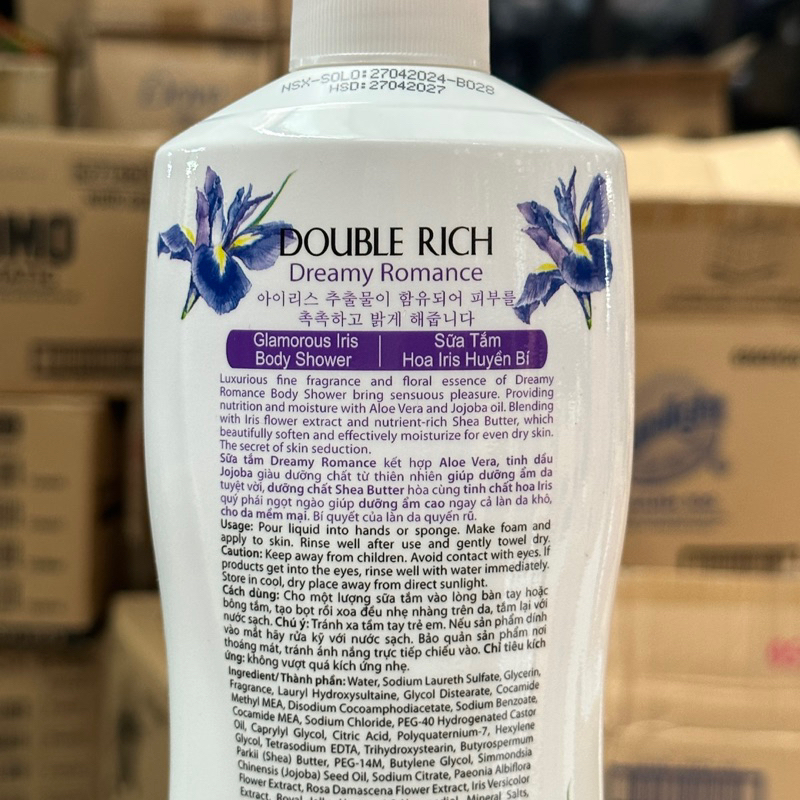 NSX-SOLO:27042024-B028
HSD:27042027
DOUBLE RICH
Dreamy Romance
아이리스 추출물이 함유되어 피부를
촉촉하고 밝게 해줍니다
Glamorous Iris
Body Shower
Sữa Tắm
Hoa Iris Huyền Bí
Luxurious fine fragrance and floral essence of Dreamy
Romance Body Shower bring sensuous pleasure. Providing
nutrition and moisture with Aloe Vera and Jojoba oil. Blending
with Iris flower extract and nutrient-rich Shea Butter, which
beautifully soften and effectively moisturize for even dry skin.
The secret of skin seduction.
Sữa tắm Dreamy Romance kết hợp Aloe Vera, tinh dầu
Jojoba giàu dưỡng chất từ thiên nhiên giúp dưỡng ẩm da
tuyệt vời, dưỡng chất Shea Butter hòa cùng tinh chất hoa Iris
quý phái ngọt ngào giúp dưỡng ẩm cao ngay cả làn da khô,
cho da mềm mại. Bí quyết của làn da quyến rũ.
Usage: Pour liquid into hands or sponge. Make foam and
apply to skin. Rinse well after use and gently towel dry.
Caution: Keep away from children. Avoid contact with eyes. If
products get into the eyes, rinse well with water immediately.
Store in cool, dry place away from direct sunlight.
Cách dùng: Cho một lượng sữa tắm vào lòng bàn tay hoặc
bông tắm, tạo bọt rồi xoa đều nhẹ nhàng trên da, tắm lại với
nước sạch. Chú ý: Tránh xa tầm tay trẻ em. Nếu sản phẩm dính
vào mắt hãy rửa kỹ với nước sạch. Bảo quản sản phẩm nơi
thoáng mát, tránh ánh nắng trực tiếp chiếu vào. Chỉ tiêu kích
ứng: không vượt quá kích ứng nhẹ.
Ingredient/ Thành phần: Water, Sodium Laureth Sulfate, Glycerin,
Fragrance, Lauryl Hydroxysultaine, Glycol Distearate, Cocamide
Methyl MEA, Disodium Cocoamphodiacetate, Sodium Benzoate,
Cocamide MEA, Sodium Chloride, PEG-40 Hydrogenated Castor
Oil, Caprylyl Glycol, Citric Acid, Polyquaternium-7, Hexylene
Glycol, Tetrasodium EDTA, Trihydroxystearin, Butyrospermum
Parkii (Shea) Butter, PEG-14M, Butylene Glycol, Simmondsia
Chinensis (Jojoba) Seed Oil, Sodium Citrate, Paeonia Albiflora
Flower Extract, Rosa Damascena Flower Extract, Iris Versicolor
Extract, Royal Mineral Salts,